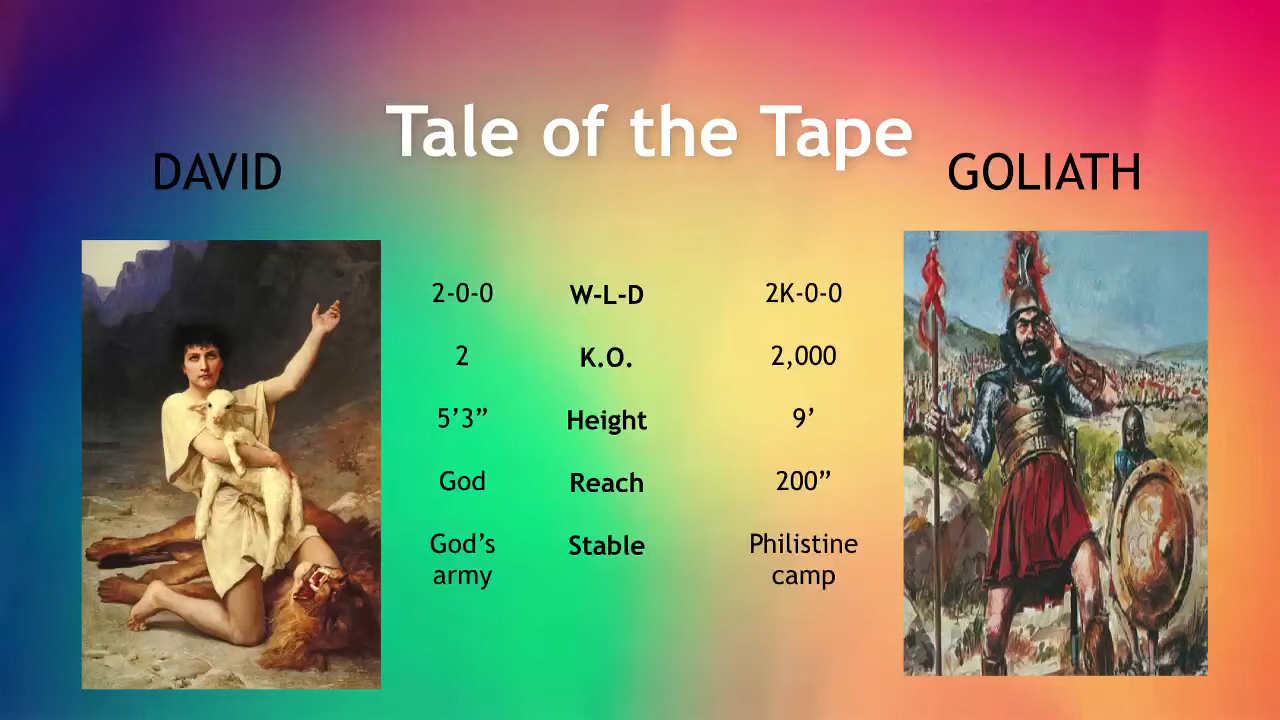 Tale of the Tape
DAVID
GOLIATH
2-0-0 W-L-D 2K-0-0
2 K.O. 2,000
5’3” Height 9’
God Reach 200”
God’s Stable Philistine
army camp